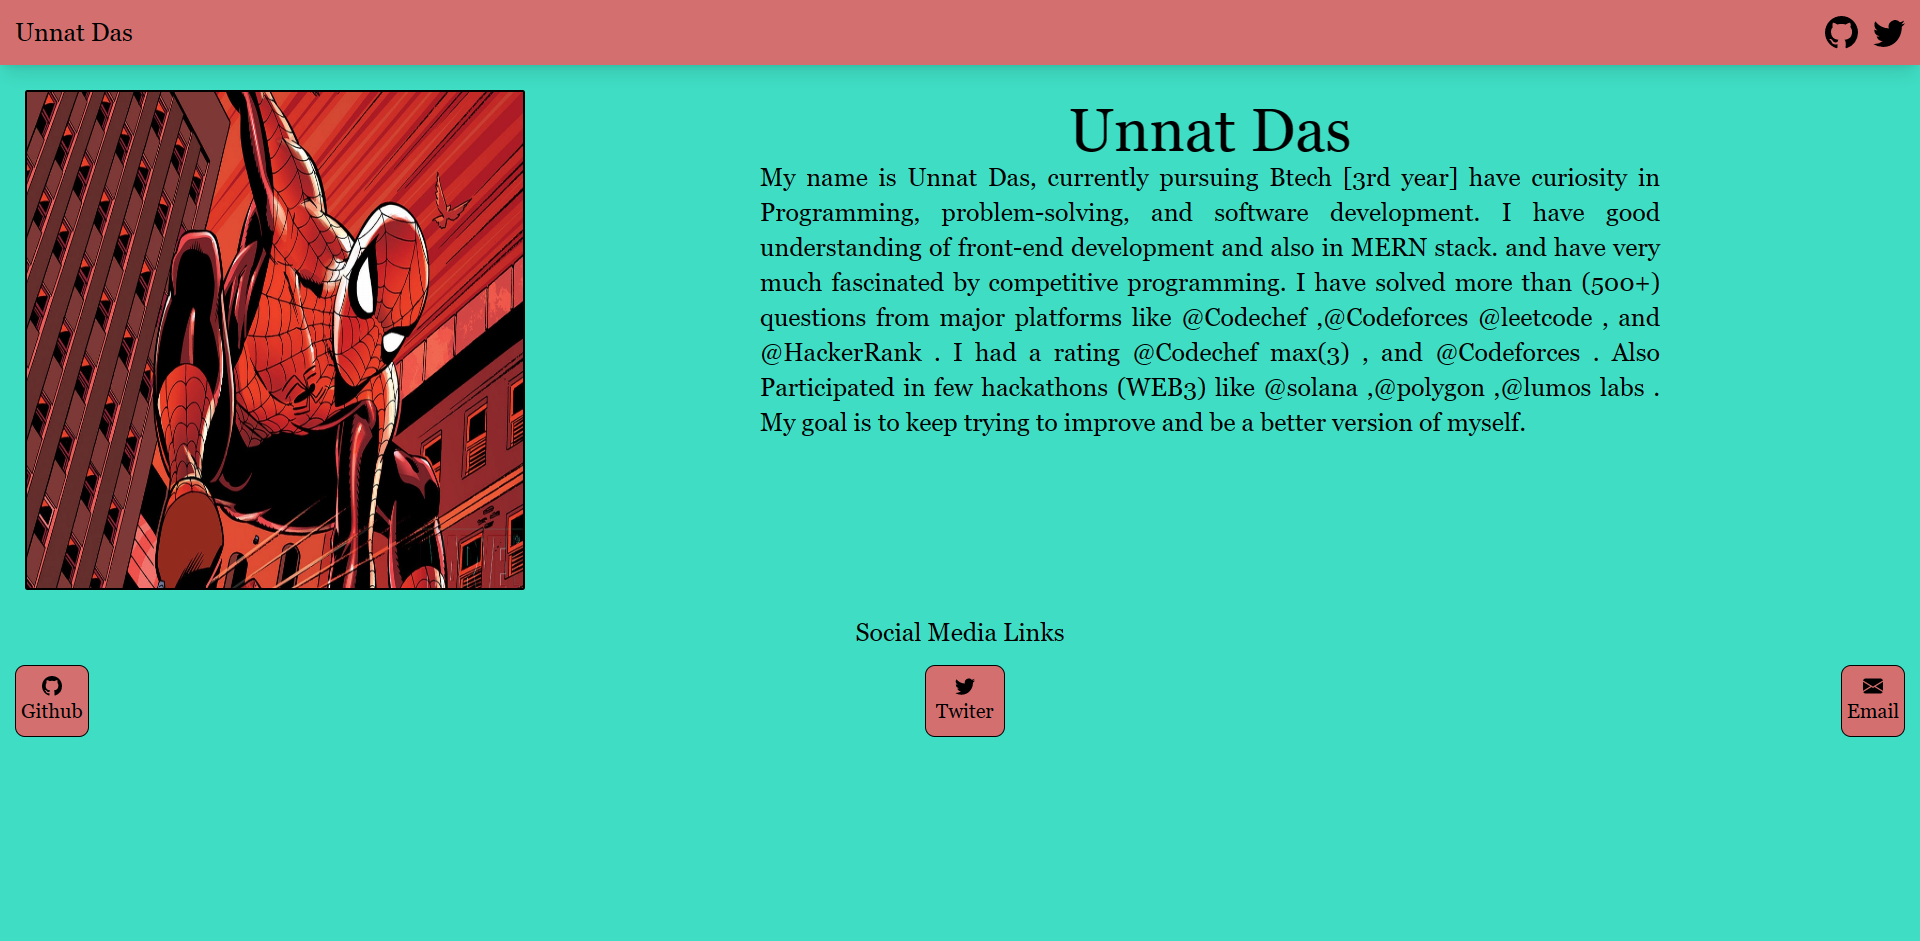 Unnat Das
Unnat Das
My name is Unnat Das, currently pursuing Btech [3rd year] have curiosity in
Programming, problem-solving, and software development. I have good
understanding of front-end development and also in MERN stack. and have very
much fascinated by competitive programming. I have solved more than (500+)
questions from major platforms like @Codechef ,@Codeforces @leetcode , and
@HackerRank . I had a rating @Codechef max(3) , and @Codeforces . Also
Participated in few hackathons (WEB3) like @solana ,@polygon ,@lumos labs .
My goal is to keep trying to improve and be a better version of myself.
Social Media Links
Github
Twiter
Email